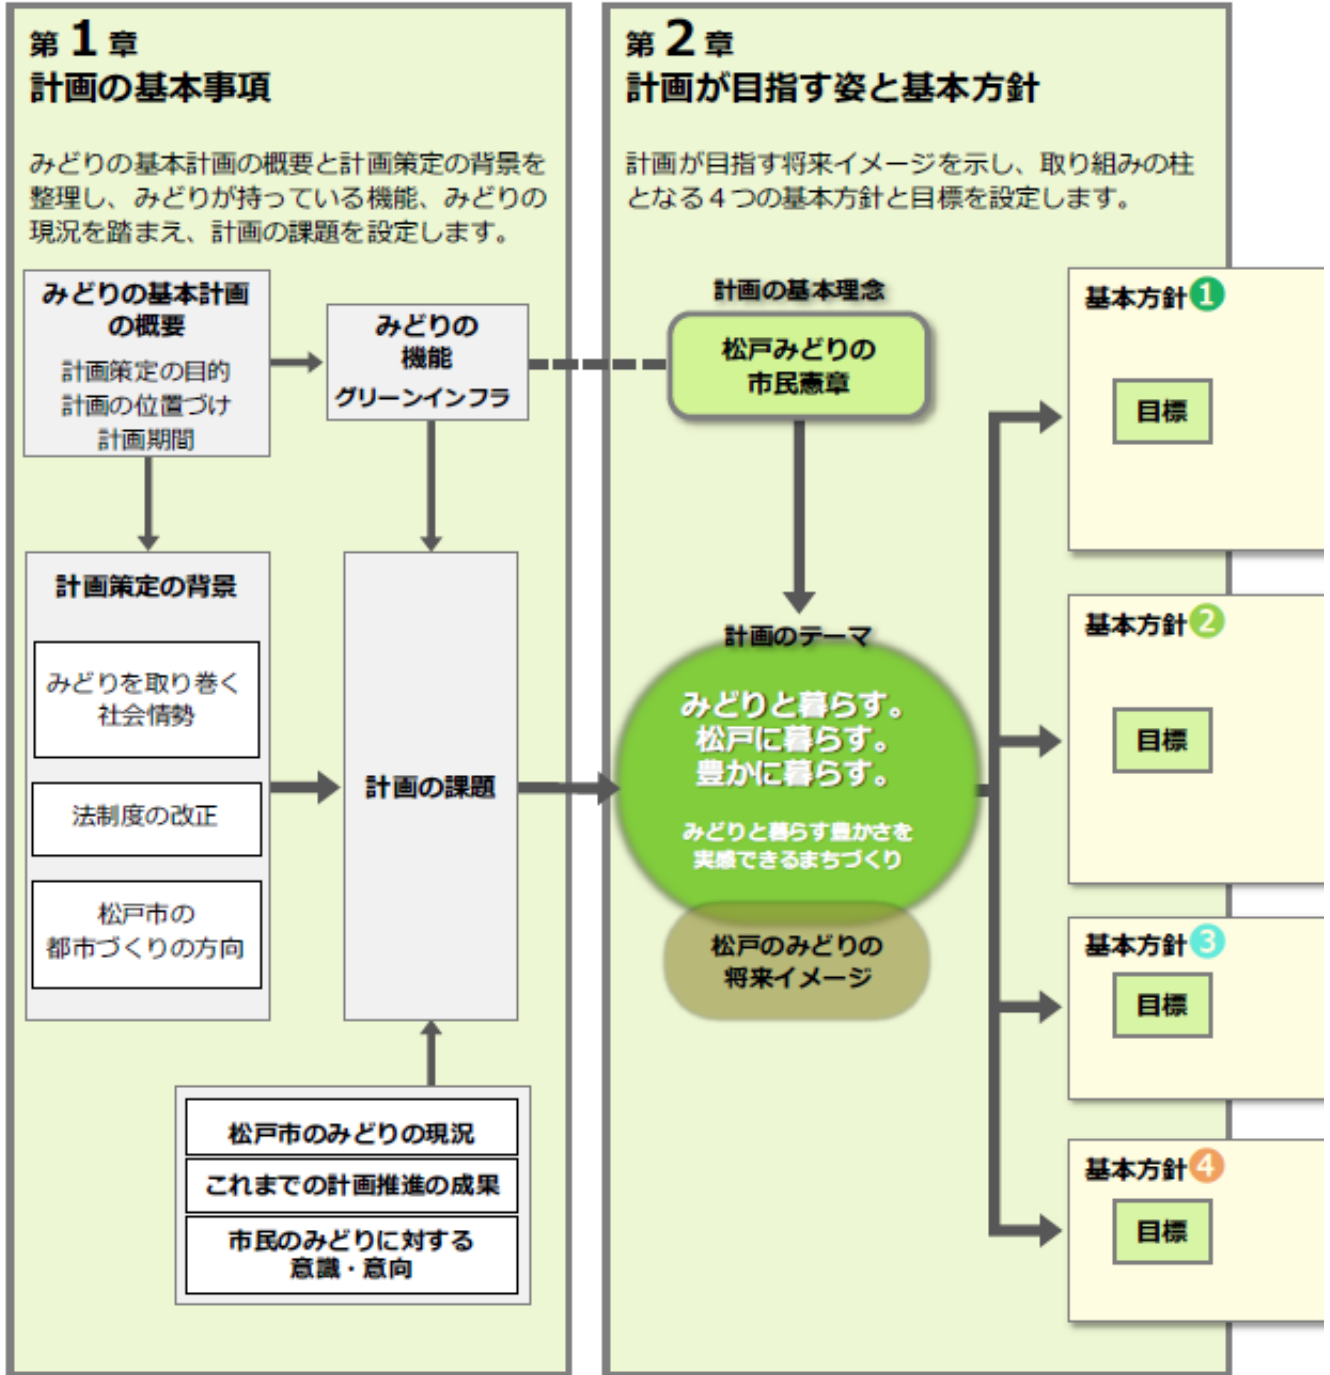 第1章
計画の基本事項
みどりの基本計画の概要と計画策定の背景を
整理し、みどりが持っている機能、みどりの
現況を踏まえ、計画の課題を設定します。
みどりの基本計画
の概要
計画策定の目的
計画の位置づけ
計画期間
みどりの
機能
グリーンインフラ
計画策定の背景
みどりを取り巻く
社会情勢
法制度の改正
松戸市の
都市づくりの方向
計画の課題
松戸市のみどりの現況
これまでの計画推進の成果
市民のみどりに対する
意識・意向
第2章
計画が目指す姿と基本方針
計画が目指す将来イメージを示し、取り組みの柱
となる4つの基本方針と目標を設定します。
計画の基本理念
松戸みどりの
市民憲章
計画のテーマ
みどりと暮らす。
松戸に暮らす。
豊かに暮らす。
みどりと暮らす豊かさを
実感できるまちづくり
松戸のみどりの
将来イメージ
基本方針1
目標
基本方針2
目標
基本方針3
目標
基本方針4
目標